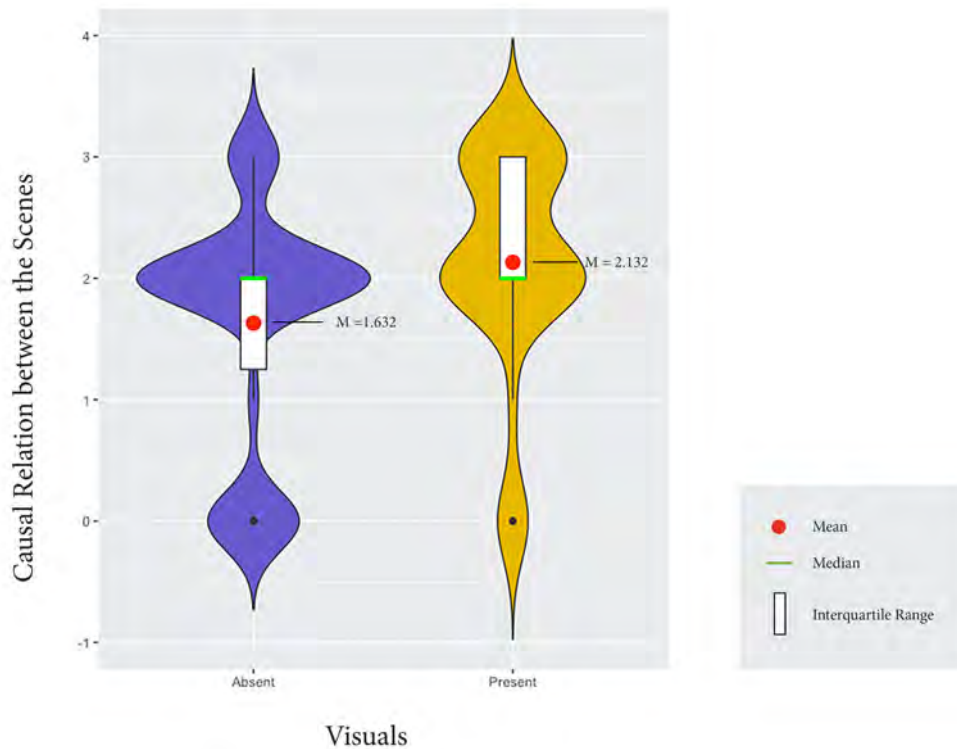 Causal Relation between the Scenes
4
3
2
1
0
-1
M =1.632
M = 2.132
Absent
Present
Visuals
Mean
Median
Interquartile Range